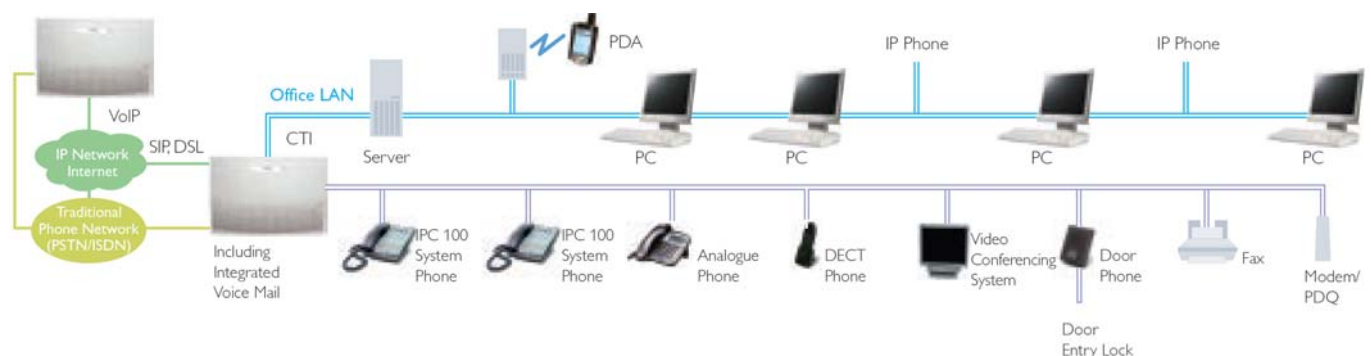 PDA
IP Phone
IP Phone
Office LAN
VoIP
CTI
SIP, DSL
IP Network
Internet
Server
PC
PC
PC
PC
Traditional
Phone Network
(PSTN/ISDN)
Including
Integrated
Voice Mail
IPC 100
System
Phone
IPC 100
System
Phone
Analogue
Phone
DECT
Phone
Video
Conferencing
System
Door
Phone
Fax
Modem/
PDQ
Door
Entry Lock